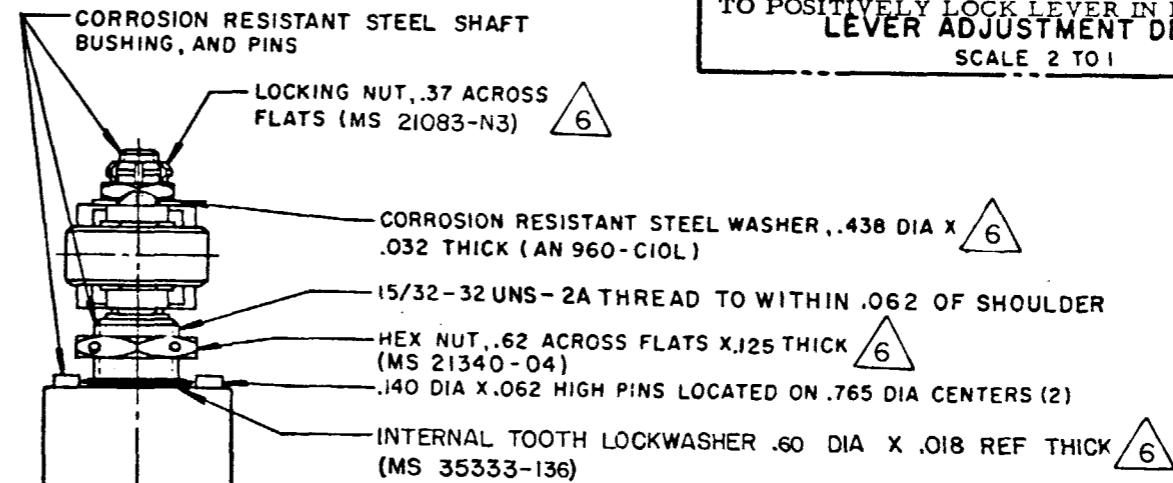 TO POSITIVELY LOCK LEVER IN
LEVER ADJUSTMENT
SCALE 2 TO 1
CORROSION RESISTANT STEEL SHAFT
BUSHING, AND PINS
LOCKING NUT, .37 ACROSS
FLATS (MS 21083-N3) 6
CORROSION RESISTANT STEEL WASHER, .438 DIA X
.032 THICK (AN 960-C10L) 6
15/32-32 UNS-2A THREAD TO WITHIN .062 OF SHOULDER
HEX NUT, .62 ACROSS FLATS X .125 THICK
(MS 21340-04) 6
.140 DIA X .062 HIGH PINS LOCATED ON .765 DIA CENTERS (2)
INTERNAL TOOTH LOCKWASHER .60 DIA X .018 REF THICK
(MS 35333-136) 6